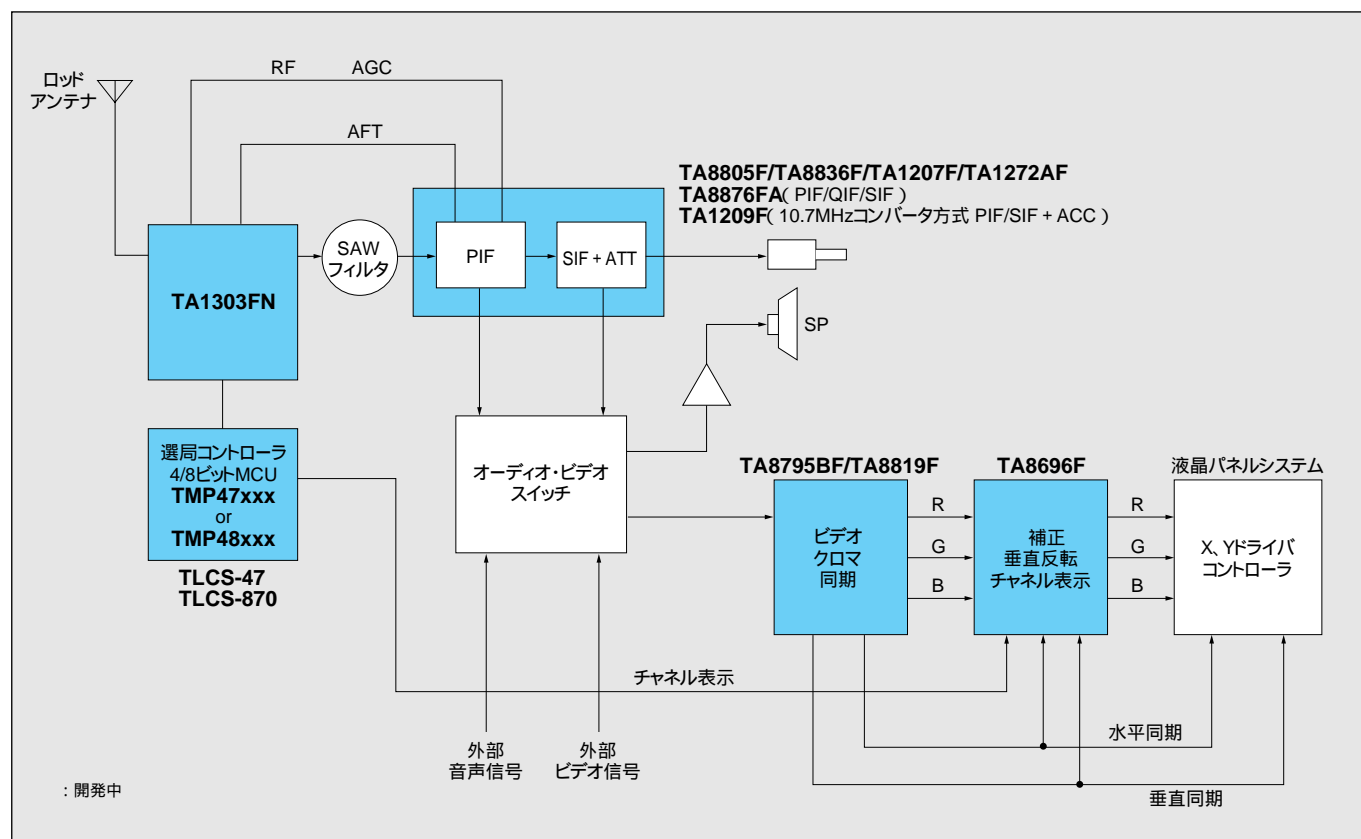 RF AGC
ロッド
アンテナ
AFT
TA8805F/TA8836F/TA1207F/TA1272AF
TA8876FA( PIF/QIF/SIF )
TA1209F( 10.7MHzコンバータ方式 PIF/SIF + ACC )
SAW
フィルタ
PIF
SIF + ATT
TA1303FN
SP
選局コントローラ
4/8ビットMCU
TMP47xxx
or
TMP48xxx
TLCS-47
TLCS-870
オーディオ・ビデオ
スイッチ
TA8795BF/TA8819F
TA8696F
液晶パネルシステム
ビデオ
クロマ
同期
R
G
B
補正
垂直反転
チャネル表示
R
G
B
X、Yドライバ
コントローラ
チャネル表示
水平同期
外部
音声信号
外部
ビデオ信号
垂直同期
: 開発中